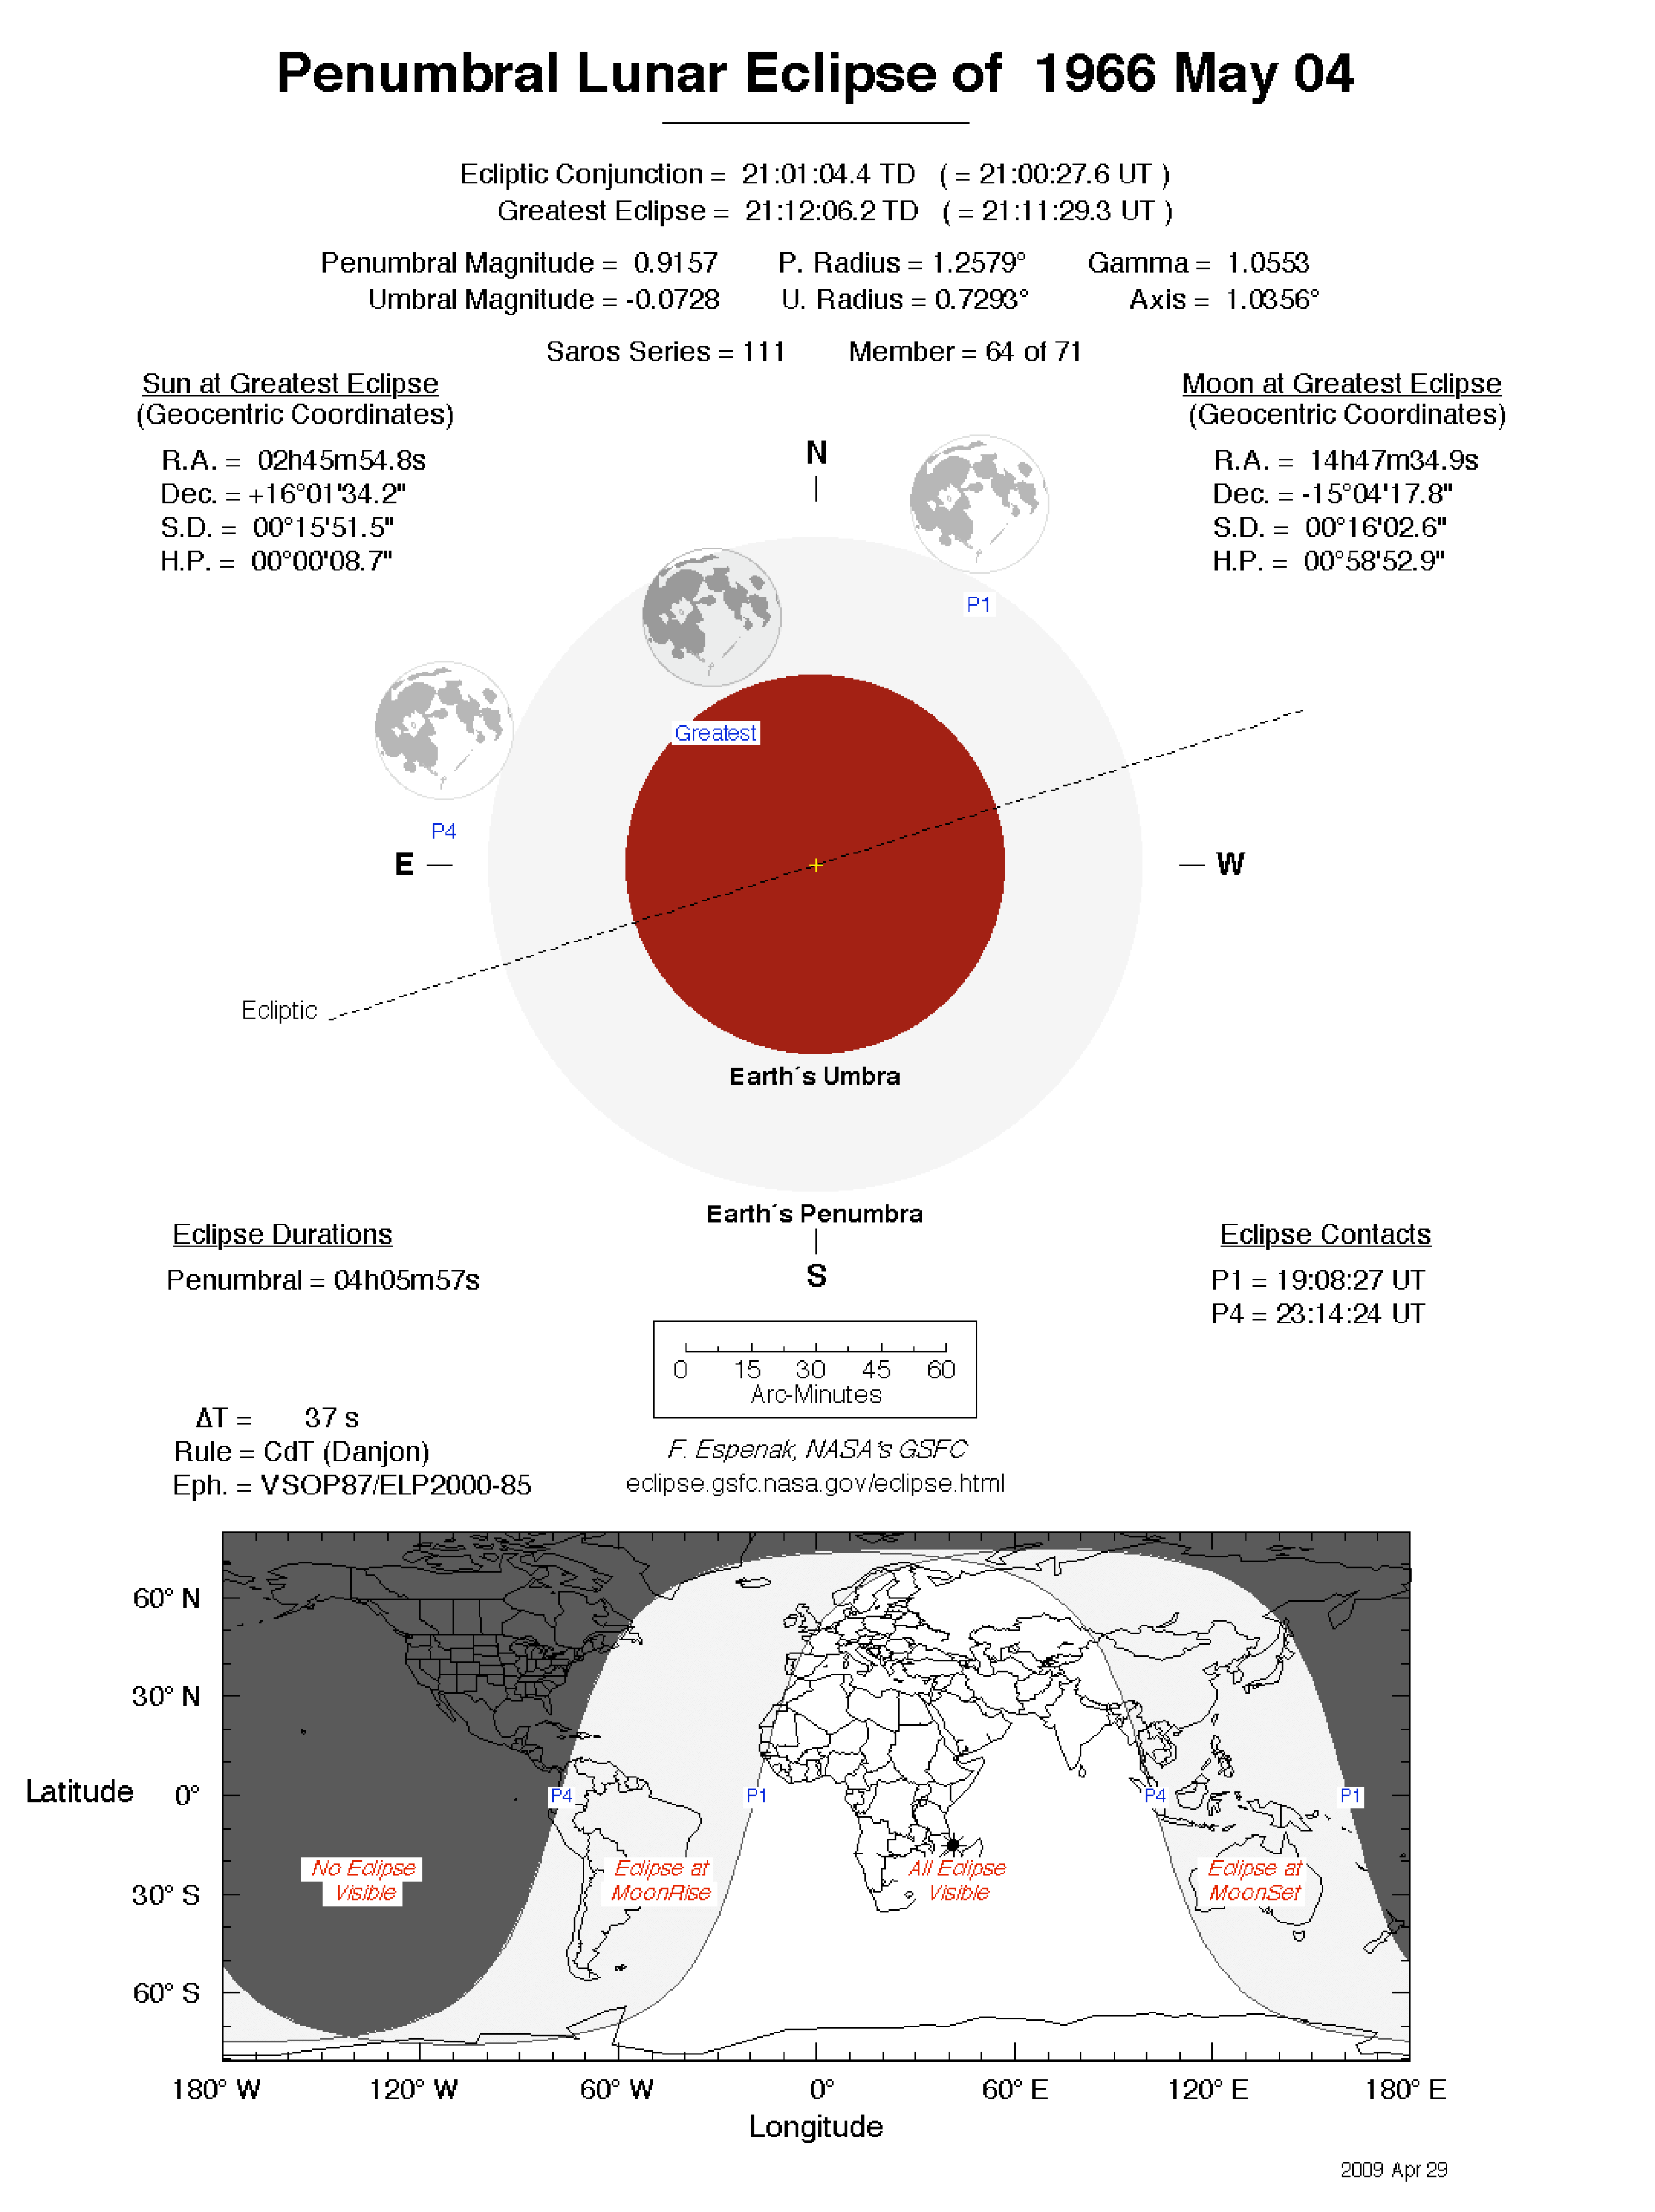 Penumbral Lunar Eclipse of 1966 May 04
Ecliptic Conjunction = 21:01:04.4 TD ( = 21:00:27.6 UT )
Greatest Eclipse = 21:12:06.2 TD ( = 21:11:29.3 UT )
Penumbral Magnitude = 0.9157 P. Radius = 1.2579° Gamma = 1.0553
Umbral Magnitude = -0.0728 U. Radius = 0.7293° Axis = 1.0356°
Saros Series = 111 Member = 64 of 71
Sun at Greatest Eclipse
(Geocentric Coordinates)
R.A. = 02h45m54.8s
Dec. = +16°01'34.2"
S.D. = 00°15'51.5"
H.P. = 00°00'08.7"
Moon at Greatest Eclipse
(Geocentric Coordinates)
R.A. = 14h47m34.9s
Dec. = -15°04'17.8"
S.D. = 00°16'02.6"
H.P. = 00°58'52.9"
N
P1
Greatest
P4
E
W
Ecliptic
Earth´s Umbra
Earth´s Penumbra
S
Eclipse Durations
Penumbral = 04h05m57s
Eclipse Contacts
P1 = 19:08:27 UT
P4 = 23:14:24 UT
0 15 30 45 60
Arc-Minutes
ΔT = 37 s
Rule = CdT (Danjon)
Eph. = VSOP87/ELP2000-85
F. Espenak, NASA's GSFC
eclipse.gsfc.nasa.gov/eclipse.html
60° N
30° N
Latitude 0°
30° S
60° S
P4 P1 P4 P1
No Eclipse
Visible
Eclipse at
MoonRise
All Eclipse
Visible
Eclipse at
MoonSet
180° W 120° W 60° W 0° 60° E 120° E 180° E
Longitude
2009 Apr 29